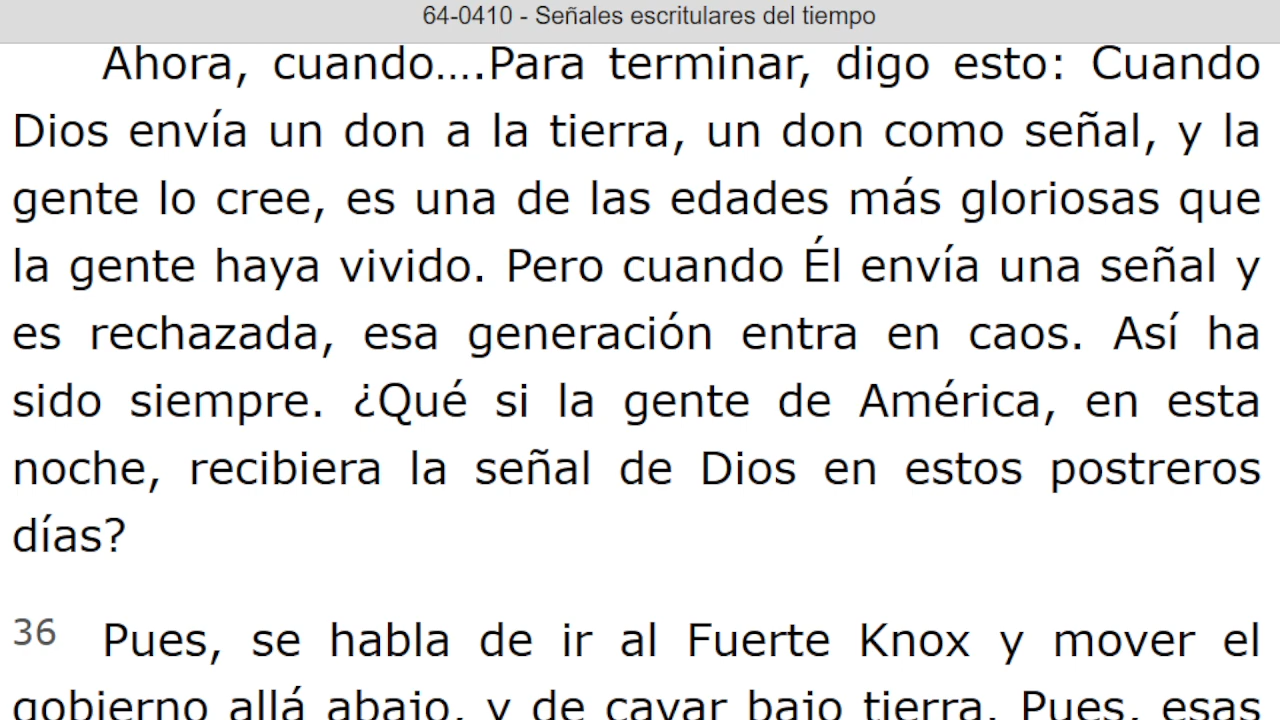 64-0410 - Señales escritulares del tiempo
Ahora, cuando....Para terminar, digo esto: Cuando
Dios envía un don a la tierra, un don como señal, y la
gente lo cree, es una de las edades más gloriosas que
la gente haya vivido. Pero cuando Él envía una señal y
es rechazada, esa generación entra en caos. Así ha
sido siempre. ¿Qué si la gente de América, en esta
noche, recibiera la señal de Dios en estos postreros
días?
36 Pues, se habla de ir al Fuerte Knox y mover el
gobierno allá abajo, y de cavar bajo tierra. Pues, esas